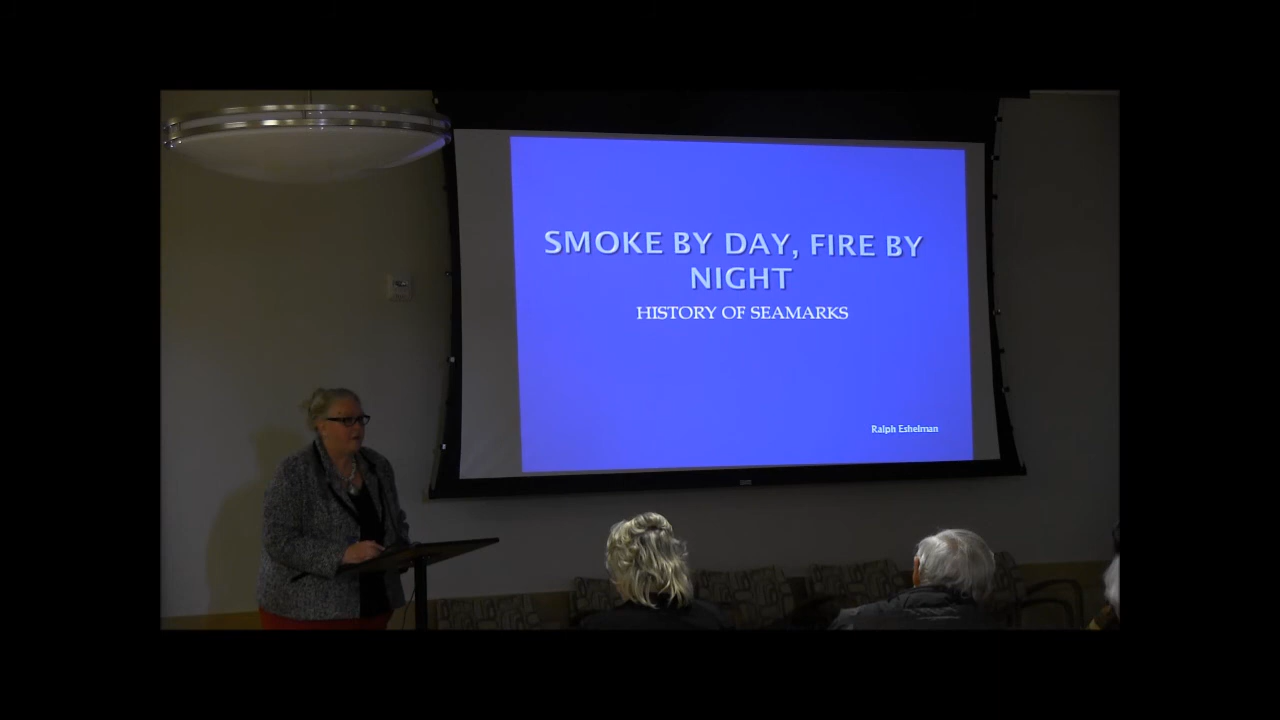 SMOKE BY DAY, FIRE BY
NIGHT
HISTORY OF SEAMARKS
Ralph Eshelman